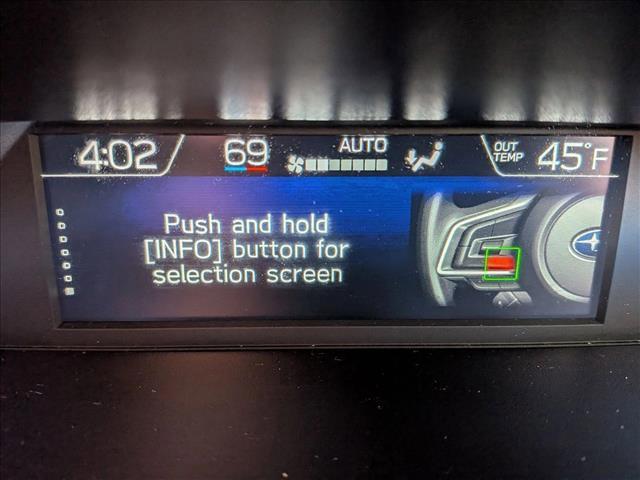 4:02 69 AUTO OUT TEMP 45°F
Push and hold
[INFO] button for
selection screen